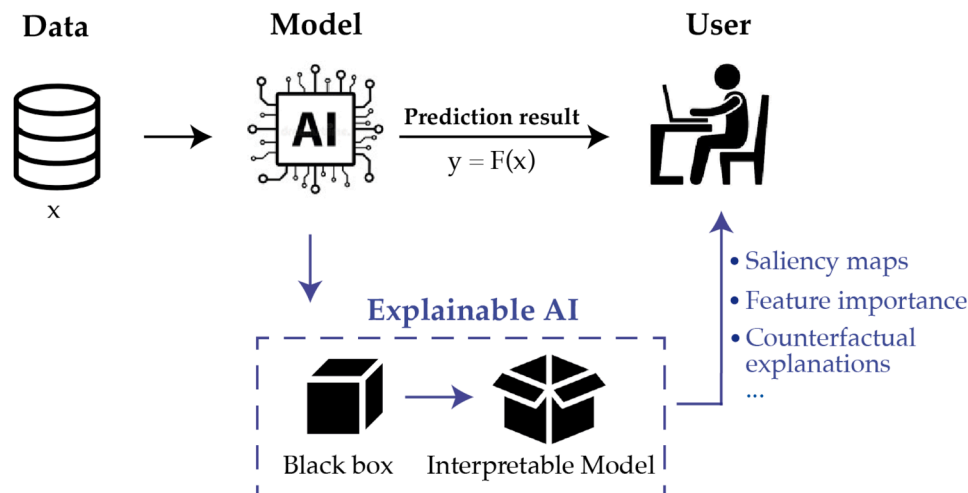 Data
Model
User
AI
Prediction result
y = F(x)
x
• Saliency maps
• Feature importance
• Counterfactual
explanations
...
Explainable AI
Black box
Interpretable Model